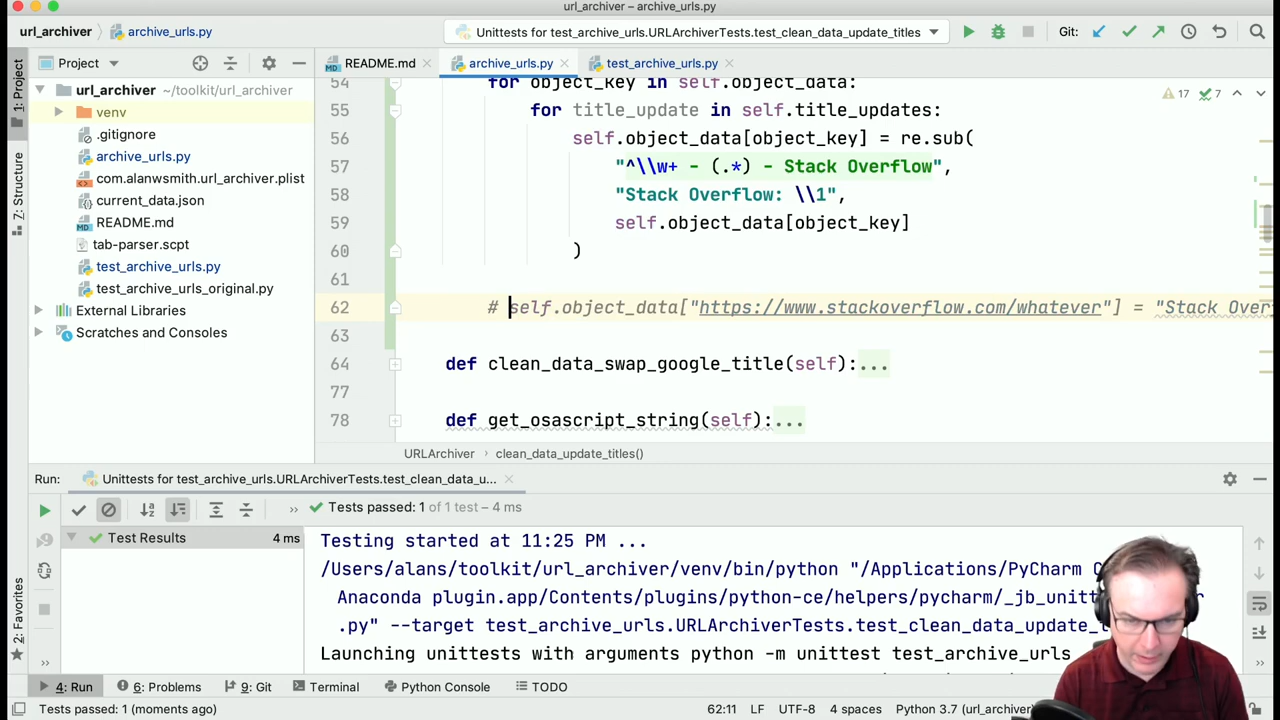 url_archiver – archive_urls.py
url_archiver archive_urls.py
Unittests for test_archive_urls.URLArchiverTests.test_clean_data_update_titles
Git:
1: Project
7: Structure
2: Favorites
Project
url_archiver ~/toolkit/url_archiver
venv
.gitignore
archive_urls.py
com.alanwsmith.url_archiver.plist
current_data.json
README.md
tab-parser.scpt
test_archive_urls.py
test_archive_urls_original.py
External Libraries
Scratches and Consoles
README.md archive_urls.py test_archive_urls.py
17 7
54 for object_key in self.object_data:
55 for title_update in self.title_updates:
56 self.object_data[object_key] = re.sub(
57 "^\\w+ - (.*) - Stack Overflow",
58 "Stack Overflow: \\1",
59 self.object_data[object_key]
60 )
61
62 # self.object_data["https://www.stackoverflow.com/whatever"] = "Stack Over
63
64 def clean_data_swap_google_title(self):...
77
78 def get_osascript_string(self):...
URLArchiver clean_data_update_titles()
Run: Unittests for test_archive_urls.URLArchiverTests.test_clean_data_u...
Tests passed: 1 of 1 test – 4 ms
Test Results 4 ms
Testing started at 11:25 PM ...
/Users/alans/toolkit/url_archiver/venv/bin/python "/Applications/PyCharm C
Anaconda plugin.app/Contents/plugins/python-ce/helpers/pycharm/_jb_unitt
.py" --target test_archive_urls.URLArchiverTests.test_clean_data_update_t
Launching unittests with arguments python -m unittest test_archive_urls
4: Run 6: Problems 9: Git Terminal Python Console TODO
Tests passed: 1 (moments ago) 62:11 LF UTF-8 4 spaces Python 3.7 (url_archiver)